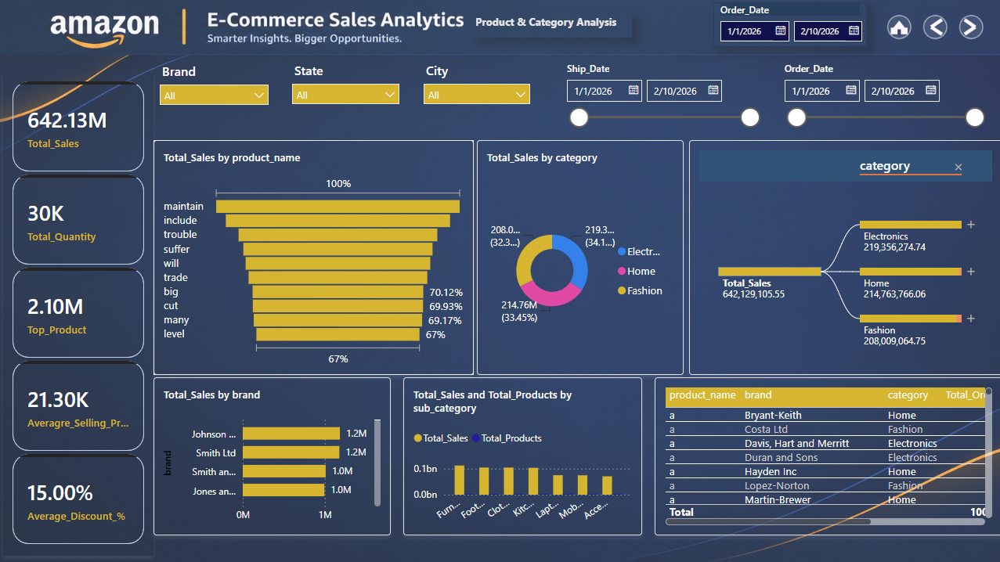 amazon
E-Commerce Sales Analytics
Smarter Insights. Bigger Opportunities.
Product & Category Analysis
Order_Date
1/1/2026
2/10/2026
Brand
All
State
All
City
All
Ship_Date
1/1/2026
2/10/2026
Order_Date
1/1/2026
2/10/2026
642.13M
Total_Sales
30K
Total_Quantity
2.10M
Top_Product
21.30K
Averagre_Selling_Pr...
15.00%
Average_Discount_%
Total_Sales by product_name
100%
maintain
include
trouble
suffer
will
trade
big 70.12%
cut 69.93%
many 69.17%
level 67%
67%
Total_Sales by category
208.0...
(32.3...)
219.3...
(34.1...)
214.76M
(33.45%)
Electr...
Home
Fashion
category
Total_Sales
642,129,105.55
Electronics
219,356,274.74
Home
214,763,766.06
Fashion
208,009,064.75
Total_Sales by brand
brand
Johnson ... 1.2M
Smith Ltd 1.2M
Smith an... 1.0M
Jones an... 1.0M
0M 1M
Total_Sales and Total_Products by
sub_category
Total_Sales Total_Products
0.1bn
0.0bn
Furn... Foot... Clot... Kitc... Lapt... Mob... Acce...
product_name brand category Total_Or
a Bryant-Keith Home
a Costa Ltd Fashion
a Davis, Hart and Merritt Electronics
a Duran and Sons Electronics
a Hayden Inc Home
a Lopez-Norton Fashion
a Martin-Brewer Home
Total 100